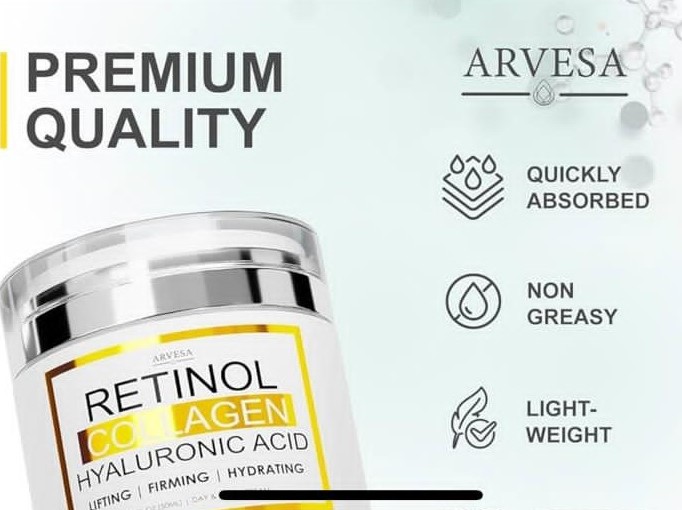 PREMIUM
QUALITY
ARVESA
QUICKLY
ABSORBED
NON
GREASY
LIGHT-
WEIGHT
ARVESA
RETINOL
COLLAGEN
HYALURONIC ACID
LIFTING | FIRMING | HYDRATING